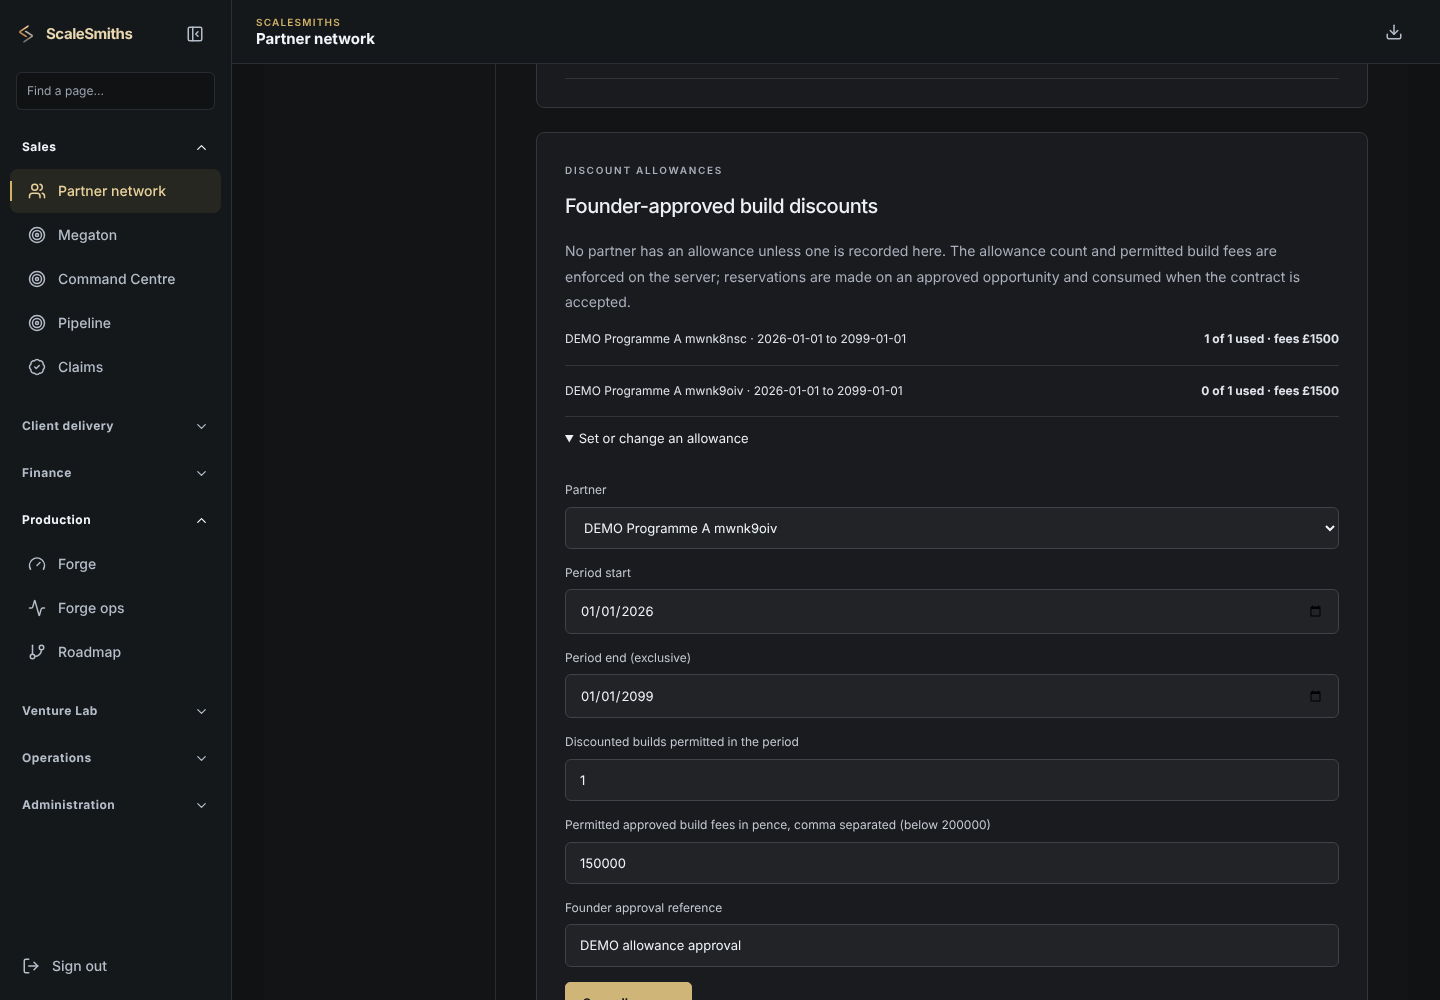 ScaleSmiths
Find a page...
Sales
Partner network
Megaton
Command Centre
Pipeline
Claims
Client delivery
Finance
Production
Forge
Forge ops
Roadmap
Venture Lab
Operations
Administration
Sign out
SCALESMITHS
Partner network
DISCOUNT ALLOWANCES
Founder-approved build discounts
No partner has an allowance unless one is recorded here. The allowance count and permitted build fees are
enforced on the server; reservations are made on an approved opportunity and consumed when the contract is
accepted.
DEMO Programme A mwnk8nsc · 2026-01-01 to 2099-01-01 1 of 1 used · fees £1500
DEMO Programme A mwnk9oiv · 2026-01-01 to 2099-01-01 0 of 1 used · fees £1500
▼ Set or change an allowance
Partner
DEMO Programme A mwnk9oiv
Period start
01/01/2026
Period end (exclusive)
01/01/2099
Discounted builds permitted in the period
1
Permitted approved build fees in pence, comma separated (below 200000)
150000
Founder approval reference
DEMO allowance approval